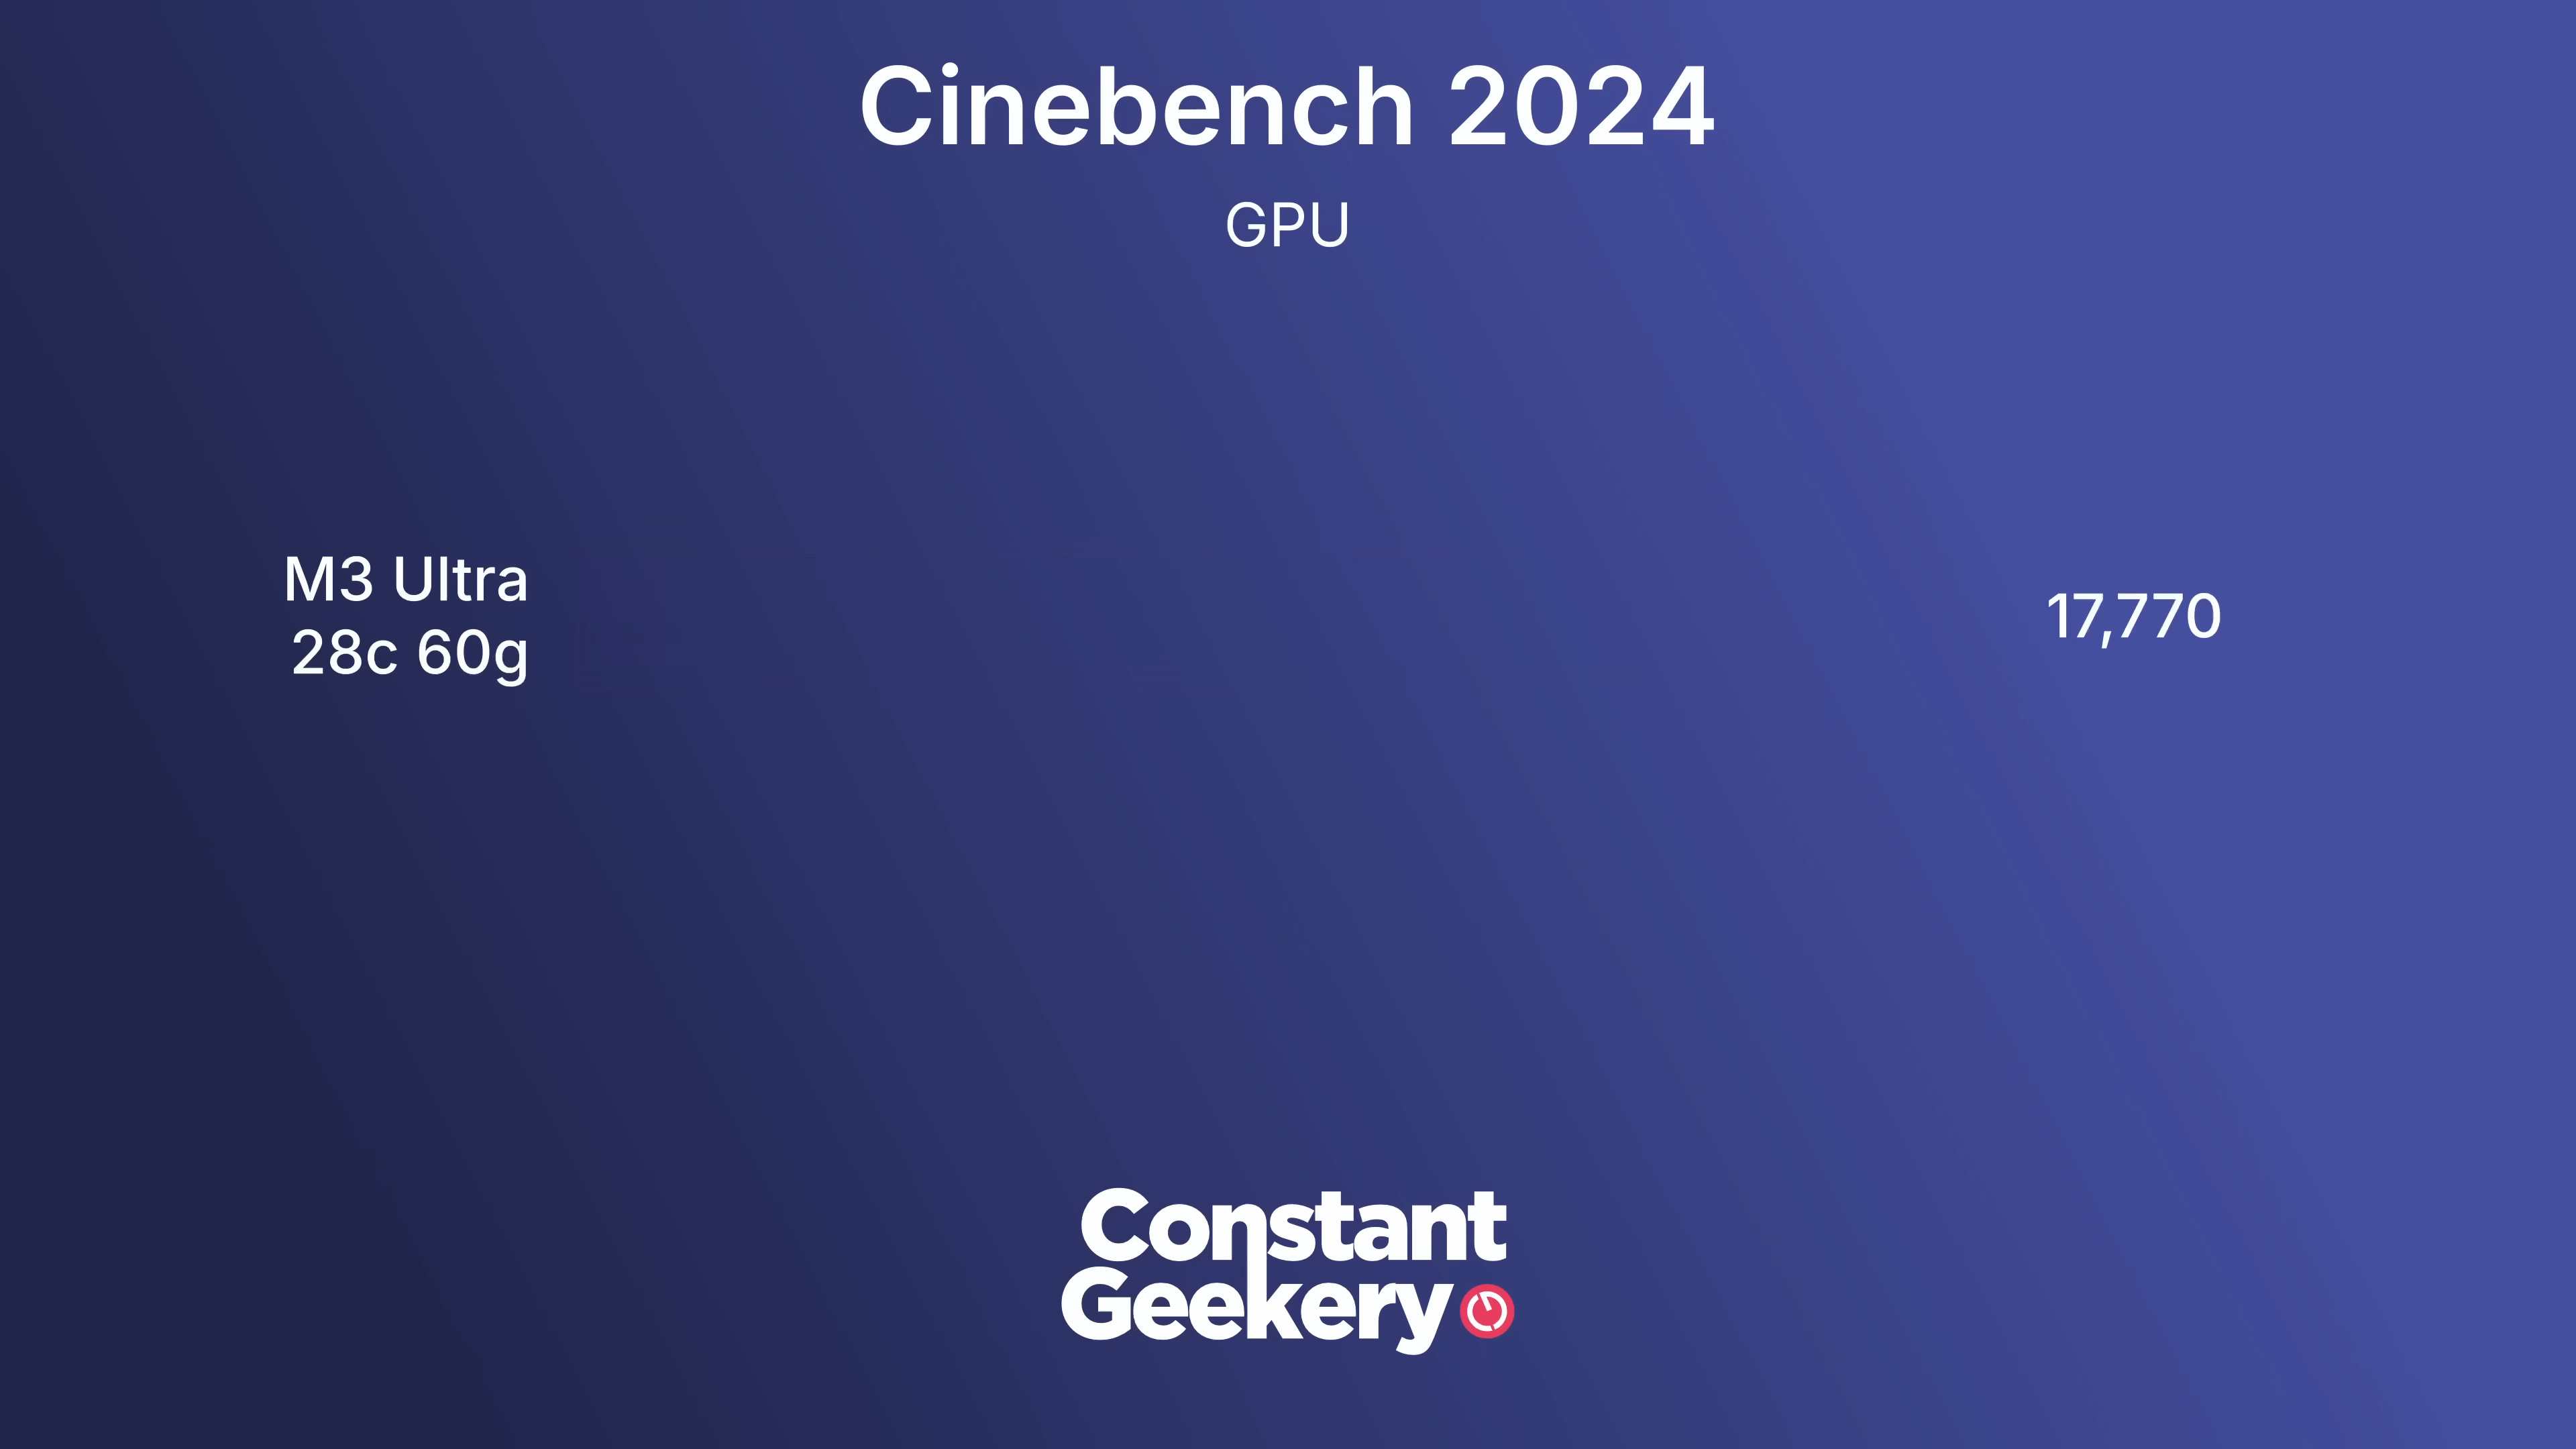 Cinebench 2024
GPU
M3 Ultra
28c 60g
17,770
Constant
Geekery